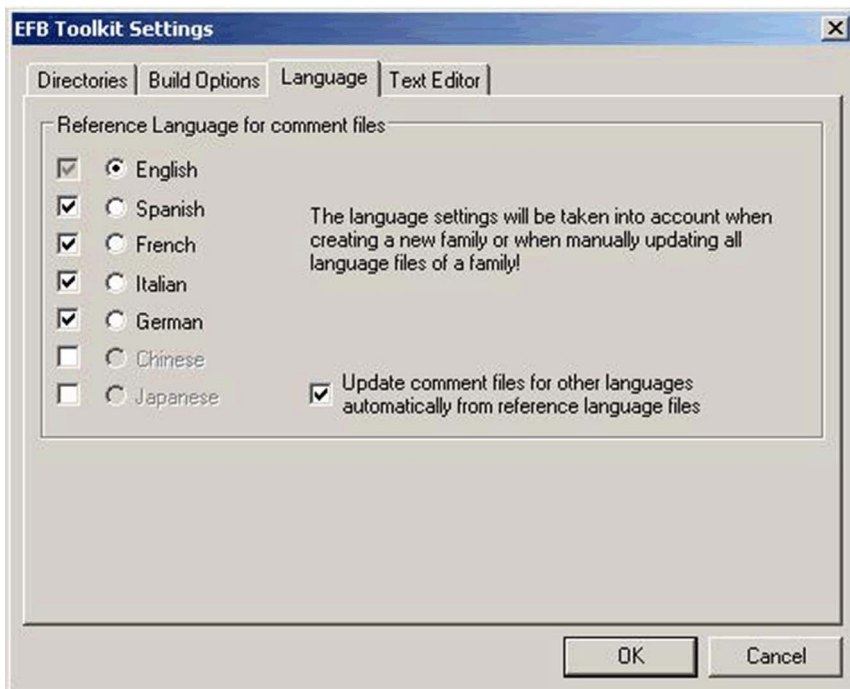 EFB Toolkit Settings
Directories Build Options Language Text Editor
Reference Language for comment files
English
Spanish
French
Italian
German
Chinese
Japanese
The language settings will be taken into account when
creating a new family or when manually updating all
language files of a family!
Update comment files for other languages
automatically from reference language files
OK Cancel